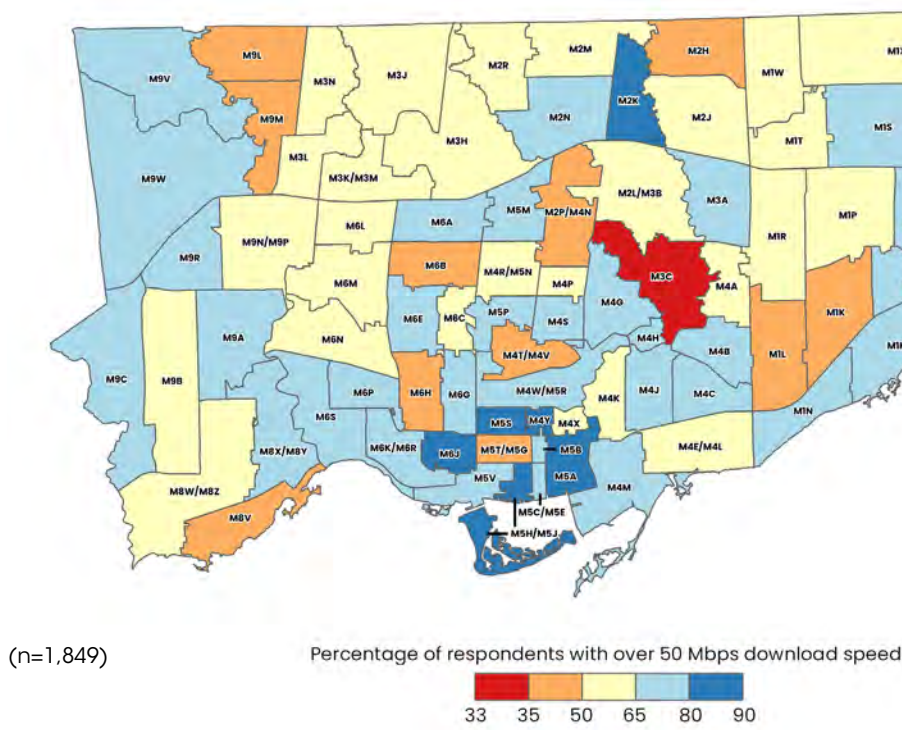 M9L
M2M
M2H
M9V
M3N
M3J
M2R
M1W
M2K
M9M
M2N
M2J
M1S
M3H
M1T
M3L
M9W
M3K/M3M
M2L/M3B
M3A
M5M
M2P/M4N
M1P
M6A
M6L
M9N/M9P
M1R
M9R
M6B
M4R/M5N
M3C
M6M
M4P
M4A
M4G
M5P
M1K
M6E
M6C
M4S
M9A
M6N
M4H
M4B
M4T/M4V
M1L
M9C
M9B
M6P
M6H
M6G
M4W/M5R
M4K
M4J
M4C
M1N
M6S
M5S
M4Y
M4X
M8X/M8Y
M6K/M6R
M6J
M5T/M5G
M5B
M4E/M4L
M5V
M5A
M8W/M8Z
M4M
M8V
M5C/M5E
M5H/M5J
(n=1,849)
Percentage of respondents with over 50 Mbps download speed
33 35 50 65 80 90